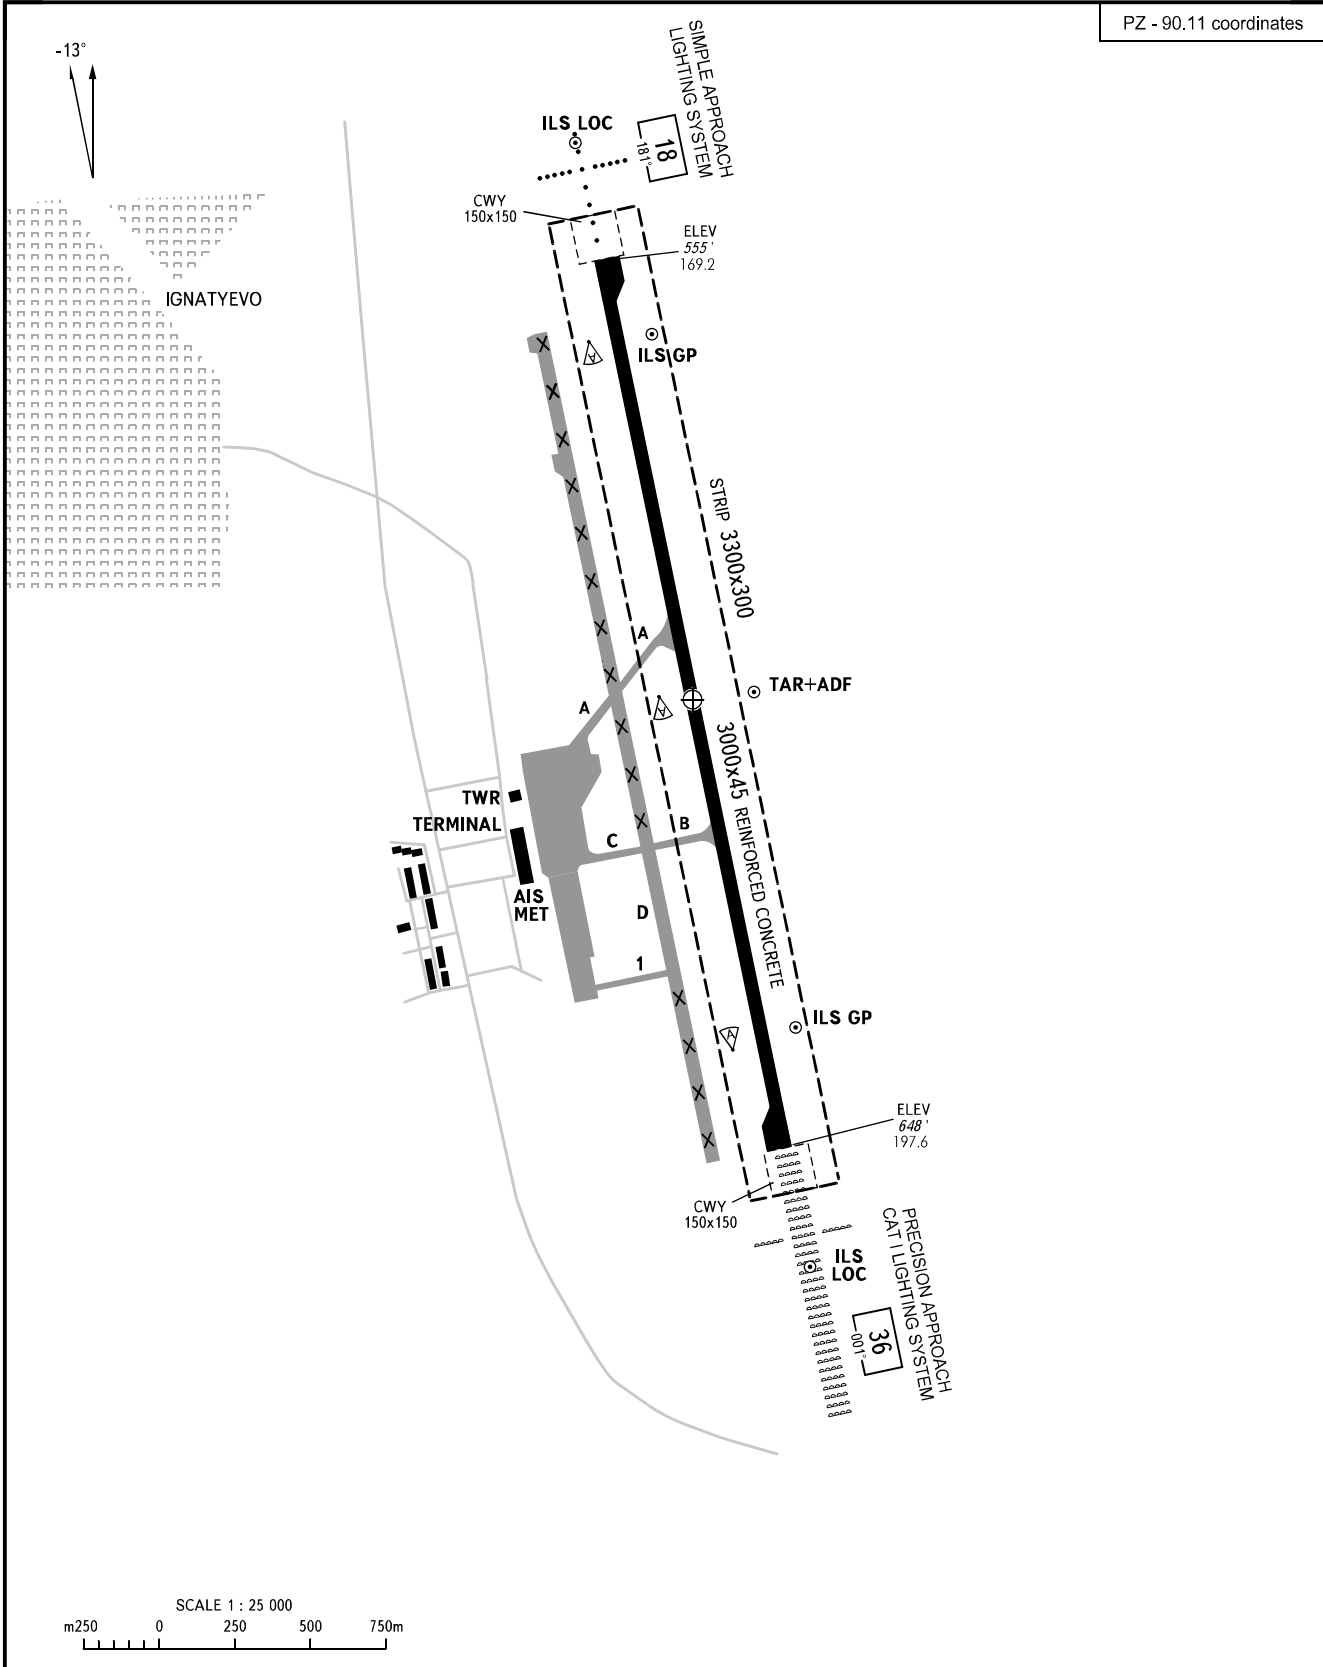 PZ - 90.11 coordinates
-13°
SIMPLE APPROACH
LIGHTING SYSTEM
ILS LOC
18
181°
CWY
150x150
ELEV
555'
169.2
IGNATYEVO
ILS GP
STRIP 3300x300
A
TAR+ADF
A
3000x45 REINFORCED CONCRETE
TWR
TERMINAL
B
C
AIS
MET
D
1
ILS GP
ELEV
648'
197.6
CWY
150x150
PRECISION APPROACH
CAT I LIGHTING SYSTEM
ILS
LOC
36
001°
SCALE 1 : 25 000
m250 0 250 500 750m